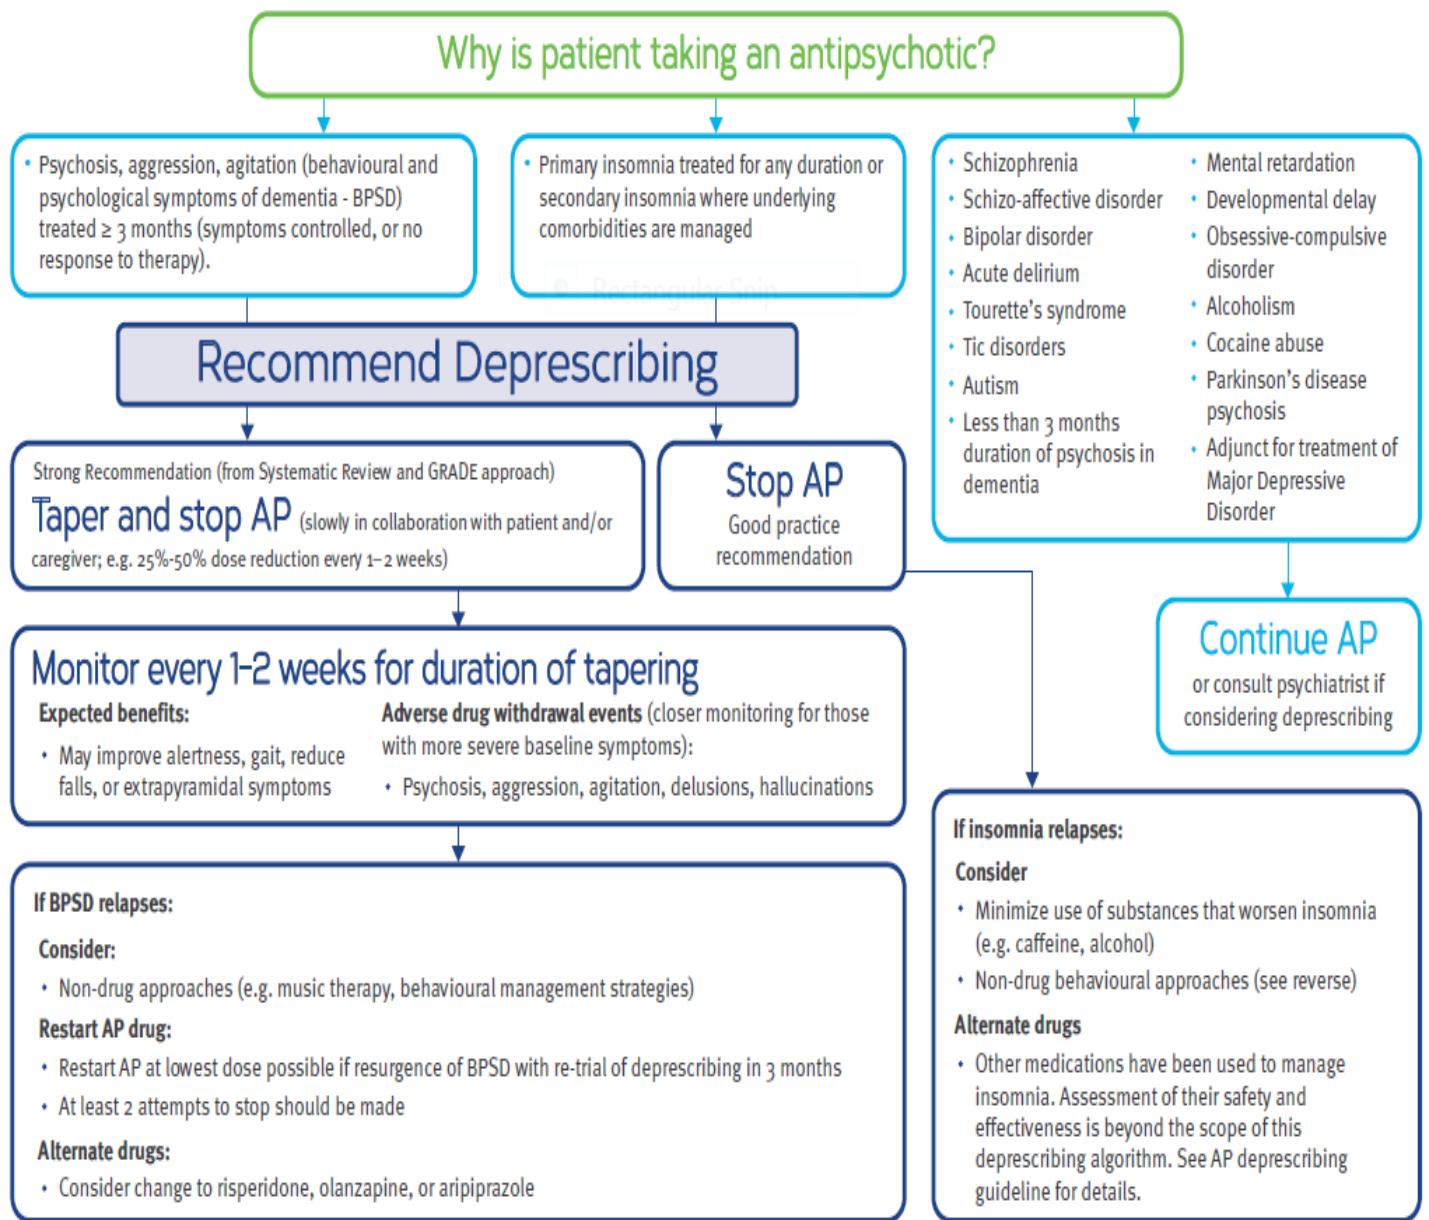 Why is patient taking an antipsychotic?
• Psychosis, aggression, agitation (behavioural and
psychological symptoms of dementia - BPSD)
treated ≥ 3 months (symptoms controlled, or no
response to therapy).
• Primary insomnia treated for any duration or
secondary insomnia where underlying
comorbidities are managed
Rectangular Snip
• Schizophrenia
• Schizo-affective disorder
• Bipolar disorder
• Acute delirium
• Tourette's syndrome
• Tic disorders
• Autism
• Less than 3 months
duration of psychosis in
dementia
• Mental retardation
• Developmental delay
• Obsessive-compulsive
disorder
• Alcoholism
• Cocaine abuse
• Parkinson's disease
psychosis
• Adjunct for treatment of
Major Depressive
Disorder
Recommend Deprescribing
Strong Recommendation (from Systematic Review and GRADE approach)
Taper and stop AP (slowly in collaboration with patient and/or
caregiver; e.g. 25%-50% dose reduction every 1–2 weeks)
Stop AP
Good practice
recommendation
Continue AP
or consult psychiatrist if
considering deprescribing
Monitor every 1-2 weeks for duration of tapering
Expected benefits:
• May improve alertness, gait, reduce
falls, or extrapyramidal symptoms
Adverse drug withdrawal events (closer monitoring for those
with more severe baseline symptoms):
• Psychosis, aggression, agitation, delusions, hallucinations
If BPSD relapses:
Consider:
• Non-drug approaches (e.g. music therapy, behavioural management strategies)
Restart AP drug:
• Restart AP at lowest dose possible if resurgence of BPSD with re-trial of deprescribing in 3 months
• At least 2 attempts to stop should be made
Alternate drugs:
• Consider change to risperidone, olanzapine, or aripiprazole
If insomnia relapses:
Consider
• Minimize use of substances that worsen insomnia
(e.g. caffeine, alcohol)
• Non-drug behavioural approaches (see reverse)
Alternate drugs
• Other medications have been used to manage
insomnia. Assessment of their safety and
effectiveness is beyond the scope of this
deprescribing algorithm. See AP deprescribing
guideline for details.